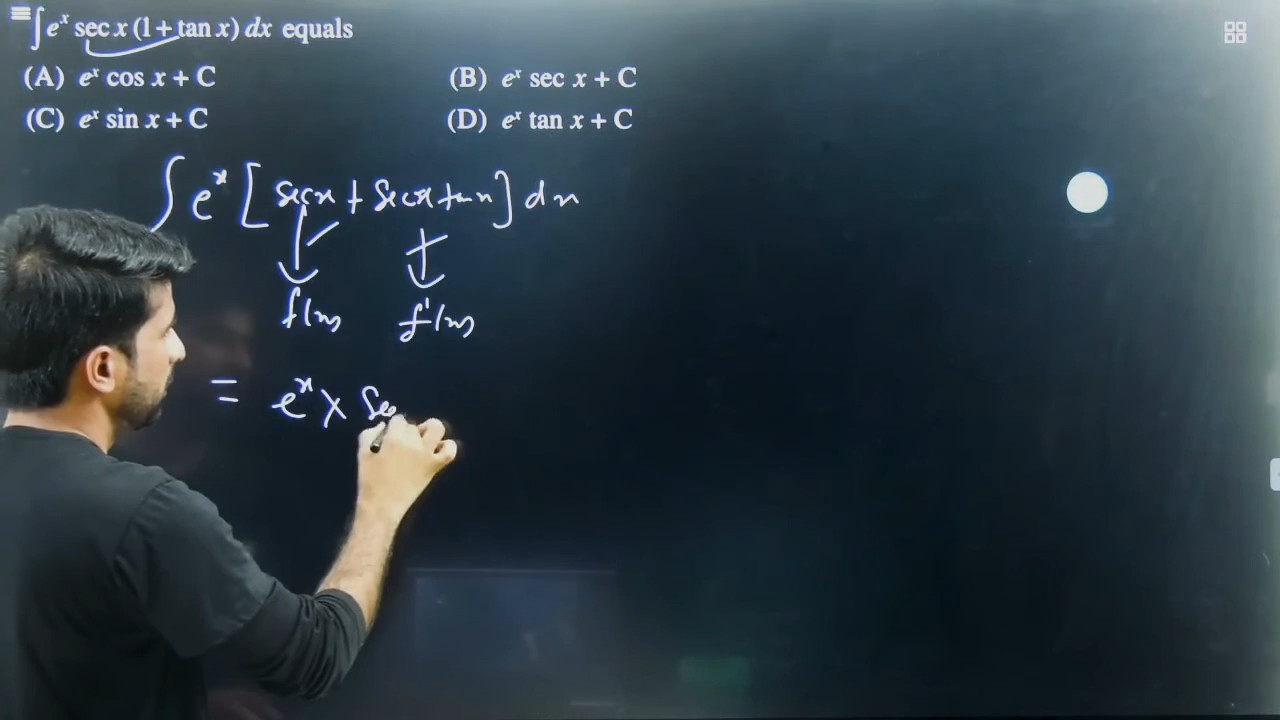 ∫ eˣ sec x (1 + tan x) dx equals
(A) eˣ cos x + C (B) eˣ sec x + C
(C) eˣ sin x + C (D) eˣ tan x + C
∫ eˣ [secx + secx tanx] dx
f(x) f'(x)
= eˣ × Sec